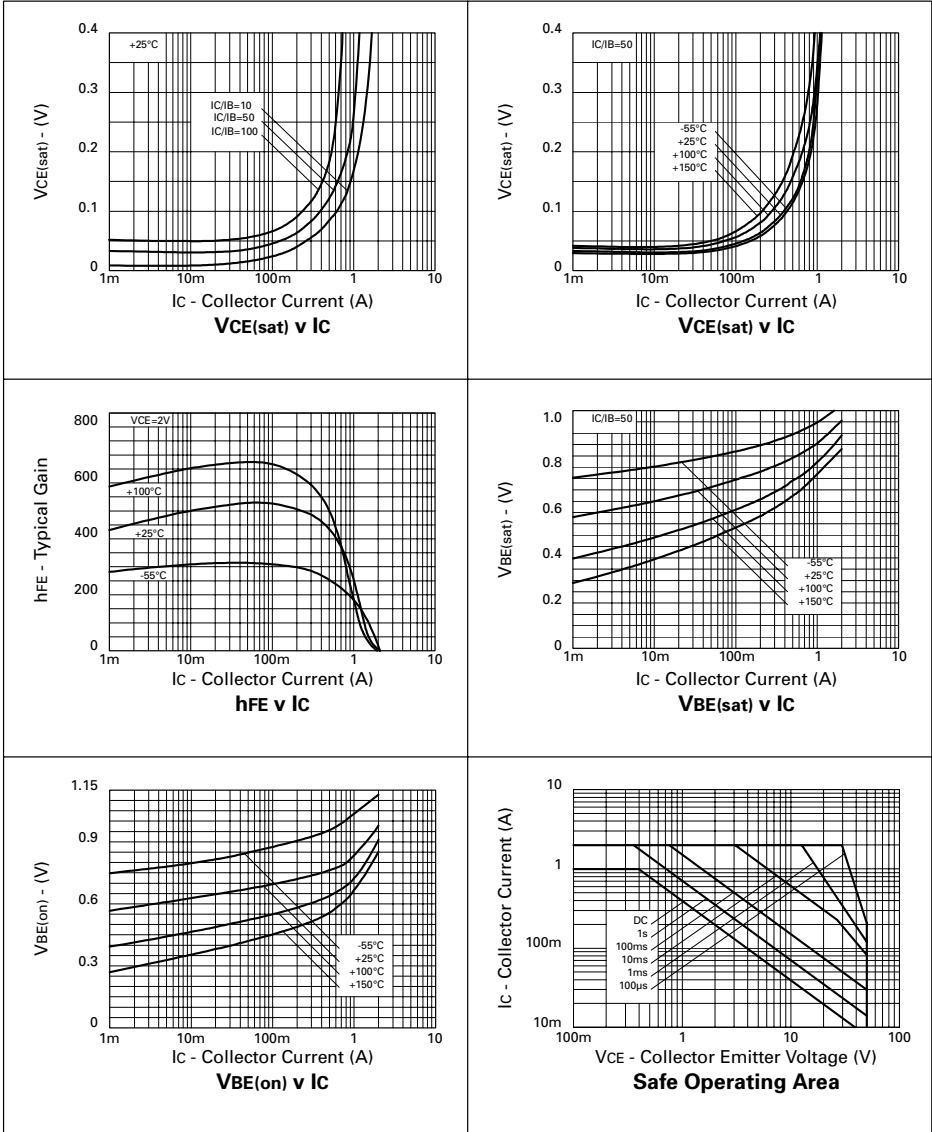 0.4
+25°C
0.3
IC/IB=10
IC/IB=50
IC/IB=100
0.2
0.1
0
VCE(sat) - (V)
1m 10m 100m 1 10
IC - Collector Current (A)
VCE(sat) v IC
0.4
IC/IB=50
0.3
-55°C
+25°C
+100°C
+150°C
0.2
0.1
0
VCE(sat) - (V)
1m 10m 100m 1 10
IC - Collector Current (A)
VCE(sat) v IC
800
VCE=2V
600
+100°C
400
+25°C
-55°C
200
0
hFE - Typical Gain
1m 10m 100m 1 10
IC - Collector Current (A)
hFE v IC
1.0
IC/IB=50
0.8
0.6
0.4
-55°C
+25°C
+100°C
+150°C
0.2
0
VBE(sat) - (V)
1m 10m 100m 1 10
IC - Collector Current (A)
VBE(sat) v IC
1.15
0.9
0.6
0.3
-55°C
+25°C
+100°C
+150°C
0
VBE(on) - (V)
1m 10m 100m 1 10
IC - Collector Current (A)
VBE(on) v IC
10
1
DC
1s
100ms
10ms
1ms
100µs
100m
10m
IC - Collector Current (A)
100m 1 10 100
VCE - Collector Emitter Voltage (V)
Safe Operating Area